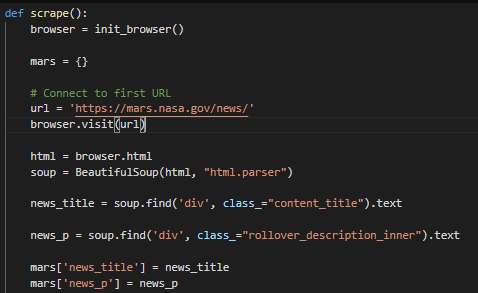 def scrape():
    browser = init_browser()
    mars = {}
    # Connect to first URL
    url = 'https://mars.nasa.gov/news/'
    browser.visit(url)
    html = browser.html
    soup = BeautifulSoup(html, "html.parser")
    news_title = soup.find('div', class_="content_title").text
    news_p = soup.find('div', class_="rollover_description_inner").text
    mars['news_title'] = news_title
    mars['news_p'] = news_p